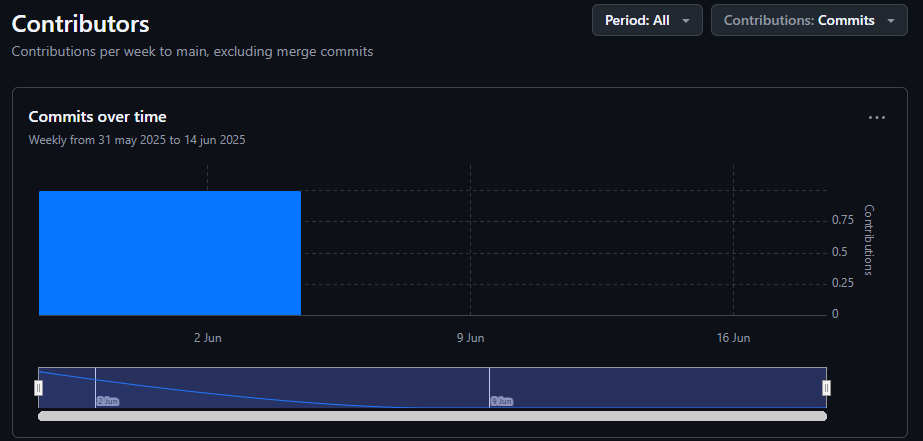 Contributors
Period: All
Contributions: Commits
Contributions per week to main, excluding merge commits
Commits over time
Weekly from 31 may 2025 to 14 jun 2025
0.75
0.5
0.25
0
Contributions
2 Jun
9 Jun
16 Jun
2 Jun
9 Jun